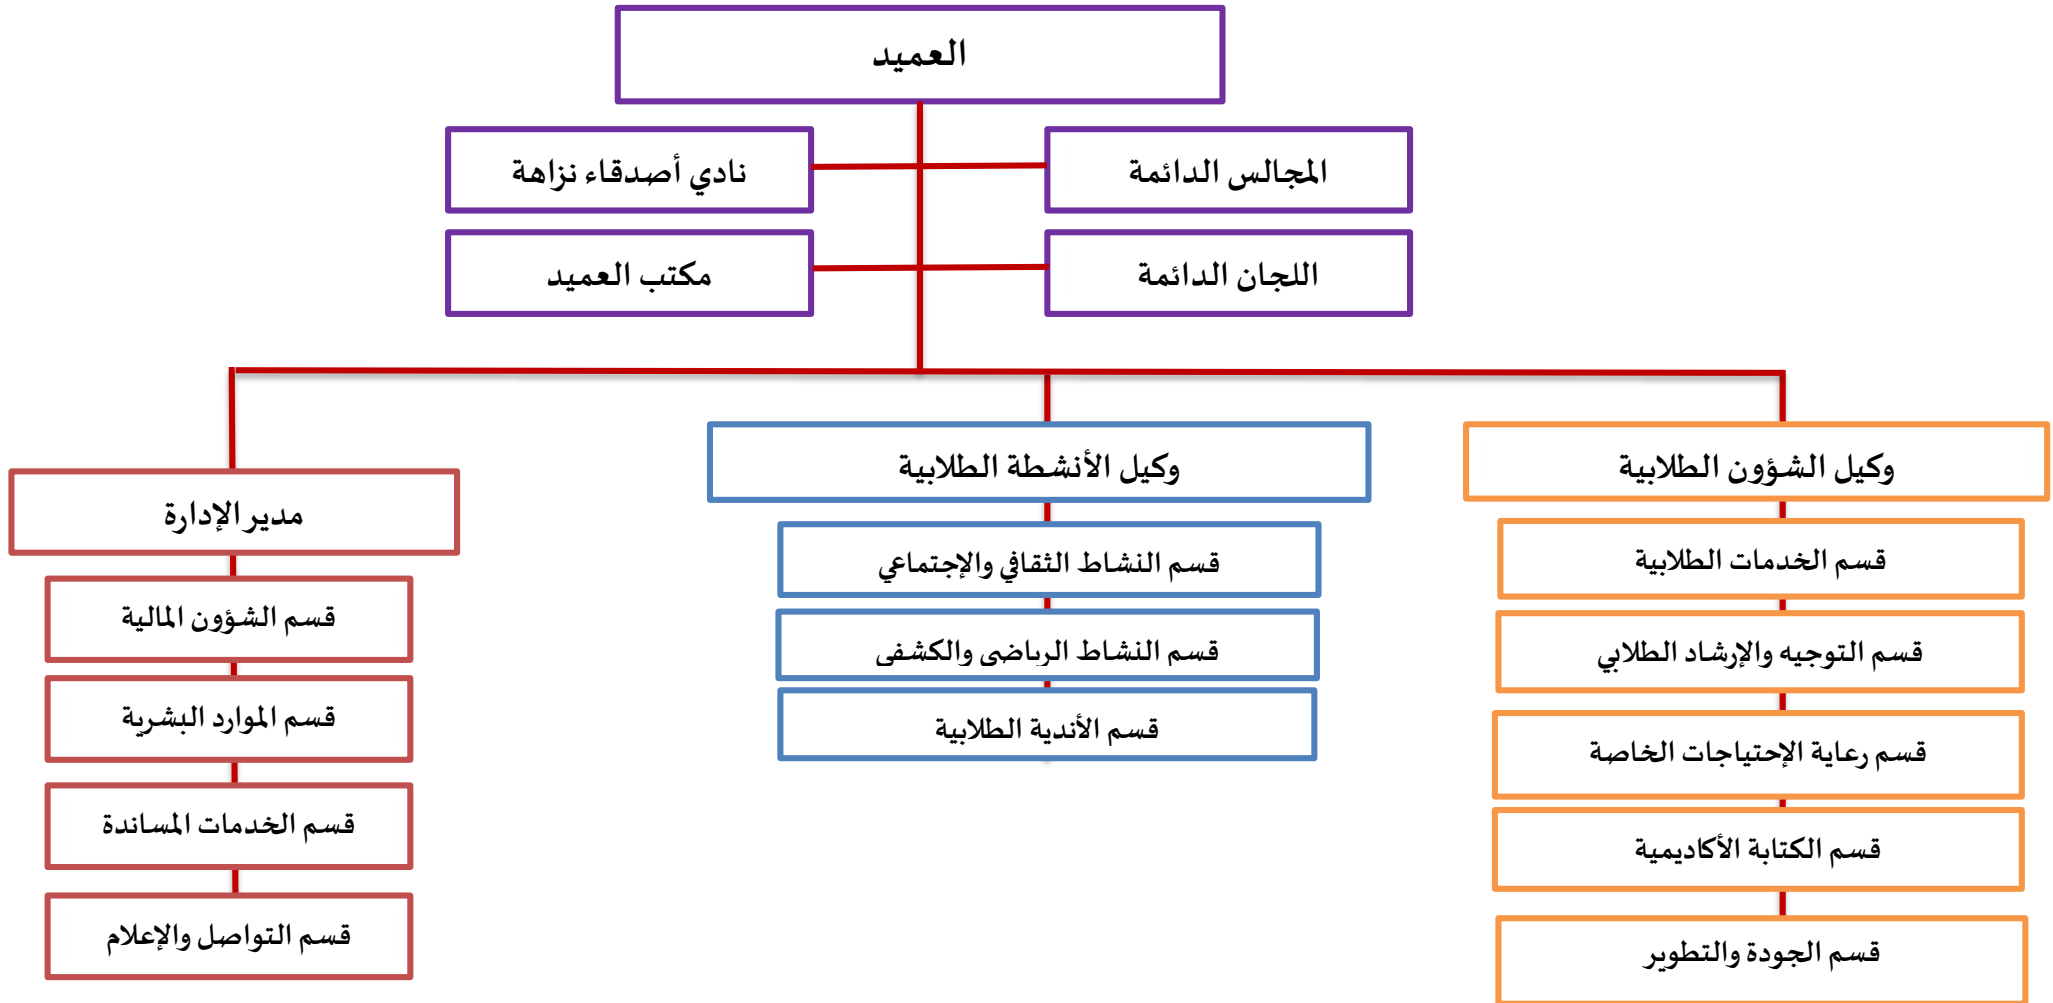 العميد
المجالس الدائمة
نادي أصدقاء نزاهة
اللجان الدائمة
مكتب العميد
وكيل الشؤون الطلابية
قسم الخدمات الطلابية
قسم التوجيه والإرشاد الطلابي
قسم رعاية الإحتياجات الخاصة
قسم الكتابة الأكاديمية
قسم الجودة والتطوير
وكيل الأنشطة الطلابية
قسم النشاط الثقافي والإجتماعي
قسم النشاط الرياضي والكشفي
قسم الأندية الطلابية
مدير الإدارة
قسم الشؤون المالية
قسم الموارد البشرية
قسم الخدمات المساندة
قسم التواصل والإعلام